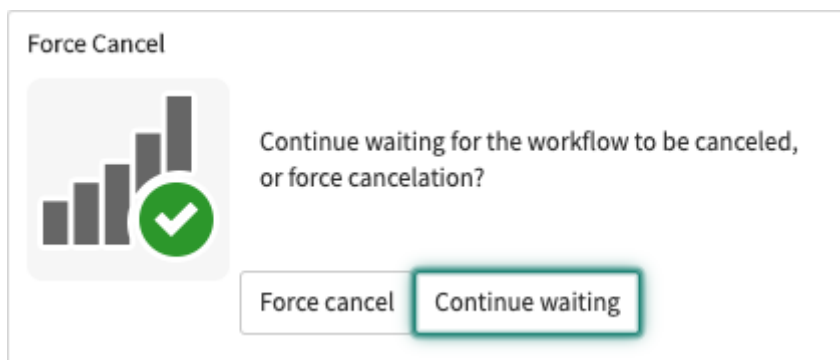 Force Cancel
Continue waiting for the workflow to be canceled,
or force cancelation?
Force cancel
Continue waiting